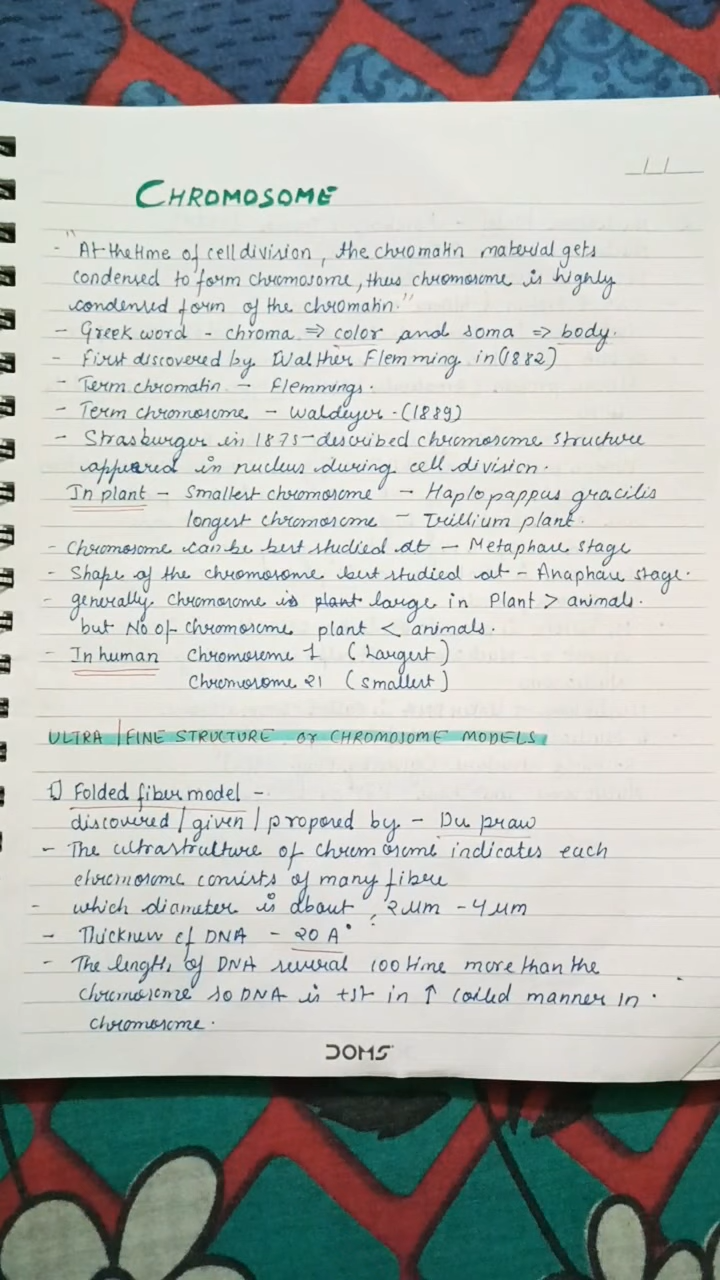 CHROMOSOME
- "At the time of cell division, the chromatin material gets
condensed to form chromosome, thus chromosome is highly
condensed form of the chromatin."
- Greek word - chroma ⇒ color and soma ⇒ body.
- First discovered by Walther Flemming in (1882)
- Term chromatin - Flemmings.
- Term chromosome - Waldeyer - (1889)
- Strasburger in 1875 - described chromosome structure
appeared in nucleus during cell division.
In plant - Smallest chromosome - Haplopappus gracilis
longest chromosome - Trillium plant.
- Chromosome can be best studied at - Metaphase stage
- Shape of the chromosome best studied at - Anaphase stage.
- generally chromosome is plant large in Plant > animals.
but No of chromosome plant < animals.
- In human Chromosome 1 (Largest)
Chromosome 21 (smallest)
ULTRA | FINE STRUCTURE or CHROMOSOME MODELS
1) Folded fiber model -
discovered / given / proposed by - Du praw
- The ultrastructure of chromosome indicates each
chromosome consists of many fibre
- which diameter is about 2 µm - 4 µm
- Thickness of DNA - 20 A°
- The length of DNA several 100 time more than the
chromosome so DNA is +st in ↑ coiled manner in
chromosome.
DOMS